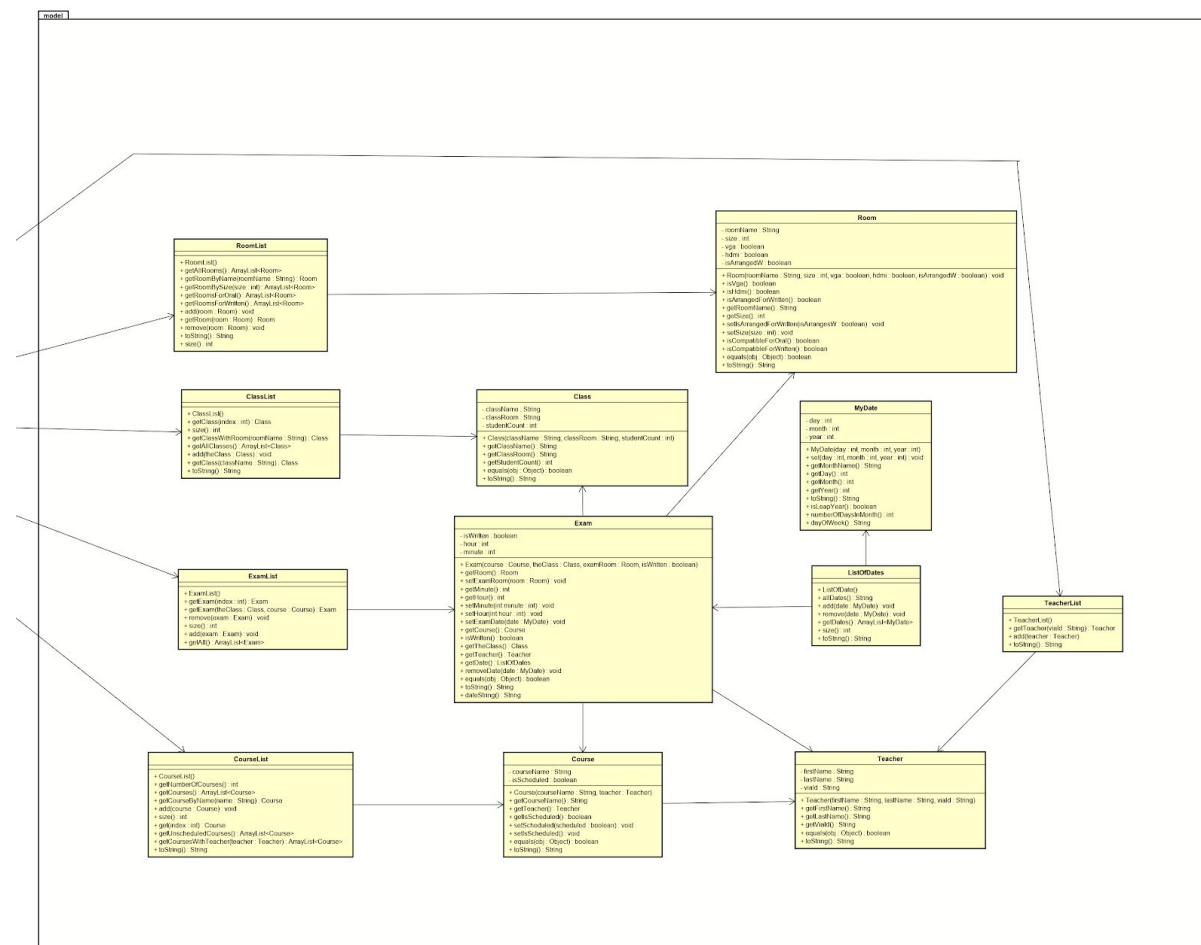 model
RoomList
+ RoomList()
+ getAllRooms() : ArrayList<Room>
+ getRoomByName(roomName : String) : Room
+ getRoomBySize(size : int) : ArrayList<Room>
+ getRoomsForOral() : ArrayList<Room>
+ getRoomsForWritten() : ArrayList<Room>
+ add(room : Room) : void
+ getRoom(room : Room) : Room
+ remove(room : Room) : void
+ toString() : String
+ size() : int
Room
- roomName : String
- size : int
- vga : boolean
- hdmi : boolean
- isArrangedW : boolean
+ Room(roomName : String, size : int, vga : boolean, hdmi : boolean, isArrangedW : boolean) : void
+ isVga() : boolean
+ isHdmi() : boolean
+ isArrangedForWritten() : boolean
+ getRoomName() : String
+ getSize() : int
+ setIsArrangedForWritten(isArrangesW : boolean) : void
+ setSize(size : int) : void
+ isCompatibleForOral() : boolean
+ isCompatibleForWritten() : boolean
+ equals(obj : Object) : boolean
+ toString() : String
ClassList
+ ClassList()
+ getClass(index : int) : Class
+ size() : int
+ getClassWithRoom(roomName : String) : Class
+ getAllClasses() : ArrayList<Class>
+ add(theClass : Class) : void
+ getClass(className : String) : Class
+ toString() : String
Class
- className : String
- classRoom : String
- studentCount : int
+ Class(className : String, classRoom : String, studentCount : int)
+ getClassName() : String
+ getClassRoom() : String
+ getStudentCount() : int
+ equals(obj : Object) : boolean
+ toString() : String
MyDate
- day : int
- month : int
- year : int
+ MyDate(day : int, month : int, year : int)
+ set(day : int, month : int, year : int) : void
+ getMonthName() : String
+ getDay() : int
+ getMonth() : int
+ getYear() : int
+ toString() : String
+ isLeapYear() : boolean
+ numberOfDaysInMonth() : int
+ dayOfWeek() : String
ExamList
+ ExamList()
+ getExam(index : int) : Exam
+ getExam(theClass : Class, course : Course) : Exam
+ remove(exam : Exam) : void
+ size() : int
+ add(exam : Exam) : void
+ getAll() : ArrayList<Exam>
Exam
- isWritten : boolean
- hour : int
- minute : int
+ Exam(course : Course, theClass : Class, examRoom : Room, isWritten : boolean)
+ getRoom() : Room
+ setExamRoom(room : Room) : void
+ getMinute() : int
+ getHour() : int
+ setMinute(int minute : int) : void
+ setHour(int hour : int) : void
+ setExamDate(date : MyDate) : void
+ getCourse() : Course
+ isWritten() : boolean
+ getTheClass() : Class
+ getTeacher() : Teacher
+ getDate() : ListOfDates
+ removeDate(date : MyDate) : void
+ equals(obj : Object) : boolean
+ toString() : String
+ dateString() : String
ListOfDates
+ ListOfDate()
+ allDates() : String
+ add(date : MyDate) : void
+ remove(date : MyDate) : void
+ getDates() : ArrayList<MyDate>
+ size() : int
+ toString() : String
TeacherList
+ TeacherList()
+ getTeacher(viaId : String) : Teacher
+ add(teacher : Teacher)
+ toString() : String
CourseList
+ CourseList()
+ getNumberOfCourses() : int
+ getCourses() : ArrayList<Course>
+ getCourseByName(name : String) : Course
+ add(course : Course) : void
+ size() : int
+ get(index : int) : Course
+ getUnscheduledCourses() : ArrayList<Course>
+ getCoursesWithTeacher(teacher : Teacher) : ArrayList<Course>
+ toString() : String
Course
- courseName : String
- isScheduled : boolean
+ Course(courseName : String, teacher : Teacher)
+ getCourseName() : String
+ getTeacher() : Teacher
+ getIsScheduled() : boolean
+ setScheduled(scheduled : boolean) : void
+ setIsScheduled() : void
+ equals(obj : Object) : boolean
+ toString() : String
Teacher
- firstName : String
- lastName : String
- viaId : String
+ Teacher(firstName : String, lastName : String, viaId : String)
+ getFirstName() : String
+ getLastName() : String
+ getViaId() : String
+ equals(obj : Object) : boolean
+ toString() : String